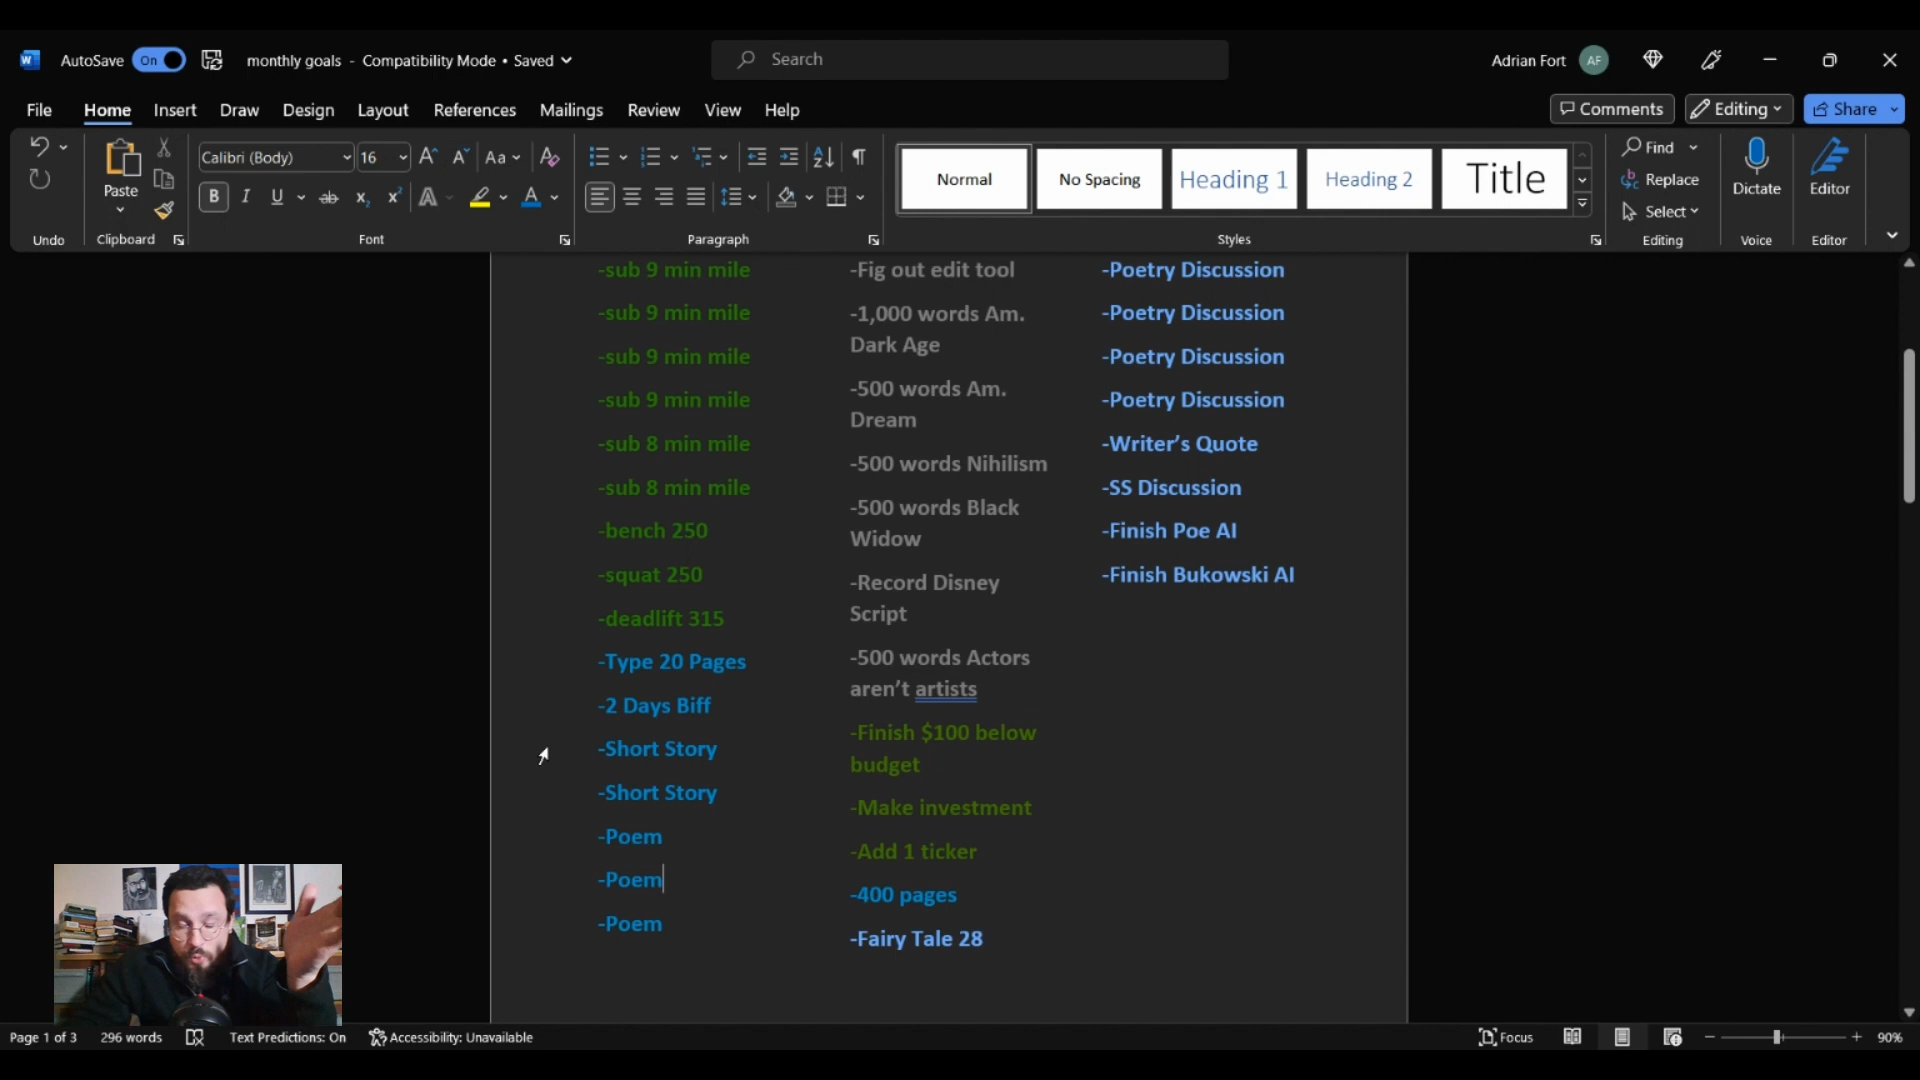 AutoSave On monthly goals - Compatibility Mode • Saved Search Adrian Fort AF
File Home Insert Draw Design Layout References Mailings Review View Help Comments Editing Share
Paste Calibri (Body) 16 Aa Normal No Spacing Heading 1 Heading 2 Title Find Replace Select Dictate Editor
Undo Clipboard Font Paragraph Styles Editing Voice Editor
-sub 9 min mile
-sub 9 min mile
-sub 9 min mile
-sub 9 min mile
-sub 8 min mile
-sub 8 min mile
-bench 250
-squat 250
-deadlift 315
-Type 20 Pages
-2 Days Biff
-Short Story
-Short Story
-Poem
-Poem
-Poem
-Fig out edit tool
-1,000 words Am.
Dark Age
-500 words Am.
Dream
-500 words Nihilism
-500 words Black
Widow
-Record Disney
Script
-500 words Actors
aren’t artists
-Finish $100 below
budget
-Make investment
-Add 1 ticker
-400 pages
-Fairy Tale 28
-Poetry Discussion
-Poetry Discussion
-Poetry Discussion
-Poetry Discussion
-Writer’s Quote
-SS Discussion
-Finish Poe AI
-Finish Bukowski AI
Page 1 of 3 296 words Text Predictions: On Accessibility: Unavailable Focus 90%